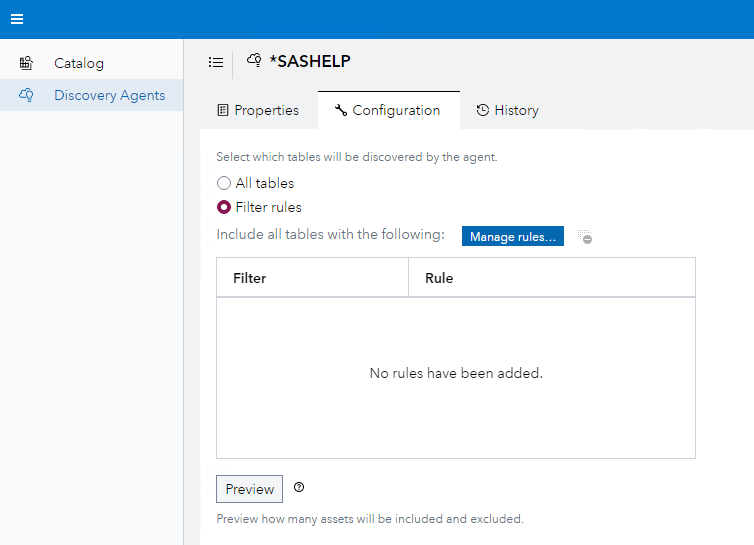 Catalog
Discovery Agents
*SASHELP
Properties
Configuration
History
Select which tables will be discovered by the agent.
All tables
Filter rules
Include all tables with the following:
Manage rules...
Filter
Rule
No rules have been added.
Preview
Preview how many assets will be included and excluded.